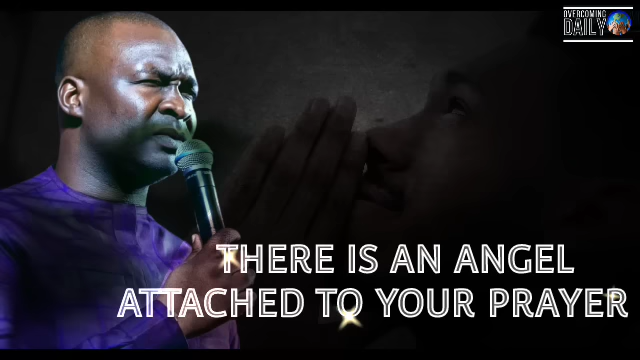 OVERCOMING
DAILY
THERE IS AN ANGEL
ATTACHED TO YOUR PRAYER